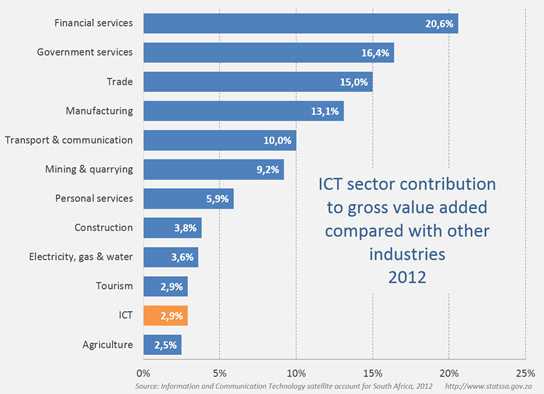 Financial services 20,6%
Government services 16,4%
Trade 15,0%
Manufacturing 13,1%
Transport & communication 10,0%
Mining & quarrying 9,2%
Personal services 5,9%
Construction 3,8%
Electricity, gas & water 3,6%
Tourism 2,9%
ICT 2,9%
Agriculture 2,5%
ICT sector contribution
to gross value added
compared with other
industries
2012
0% 5% 10% 15% 20% 25%
Source: Information and Communication Technology satellite account for South Africa, 2012 http://www.statssa.gov.za